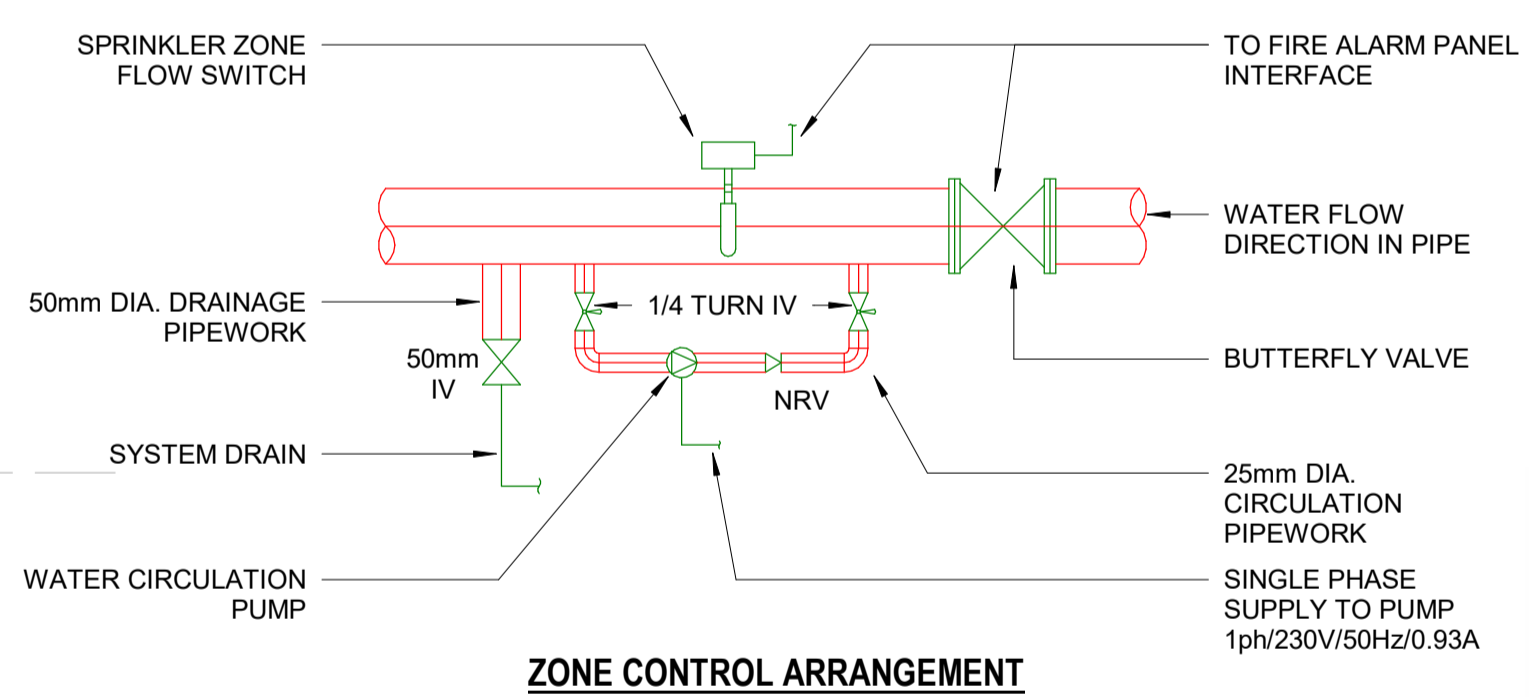 SPRINKLER ZONE
FLOW SWITCH
TO FIRE ALARM PANEL
INTERFACE
WATER FLOW
DIRECTION IN PIPE
50mm DIA. DRAINAGE
PIPEWORK
1/4 TURN IV
50mm
IV
NRV
BUTTERFLY VALVE
SYSTEM DRAIN
25mm DIA.
CIRCULATION
PIPEWORK
WATER CIRCULATION
PUMP
SINGLE PHASE
SUPPLY TO PUMP
1ph/230V/50Hz/0.93A
ZONE CONTROL ARRANGEMENT